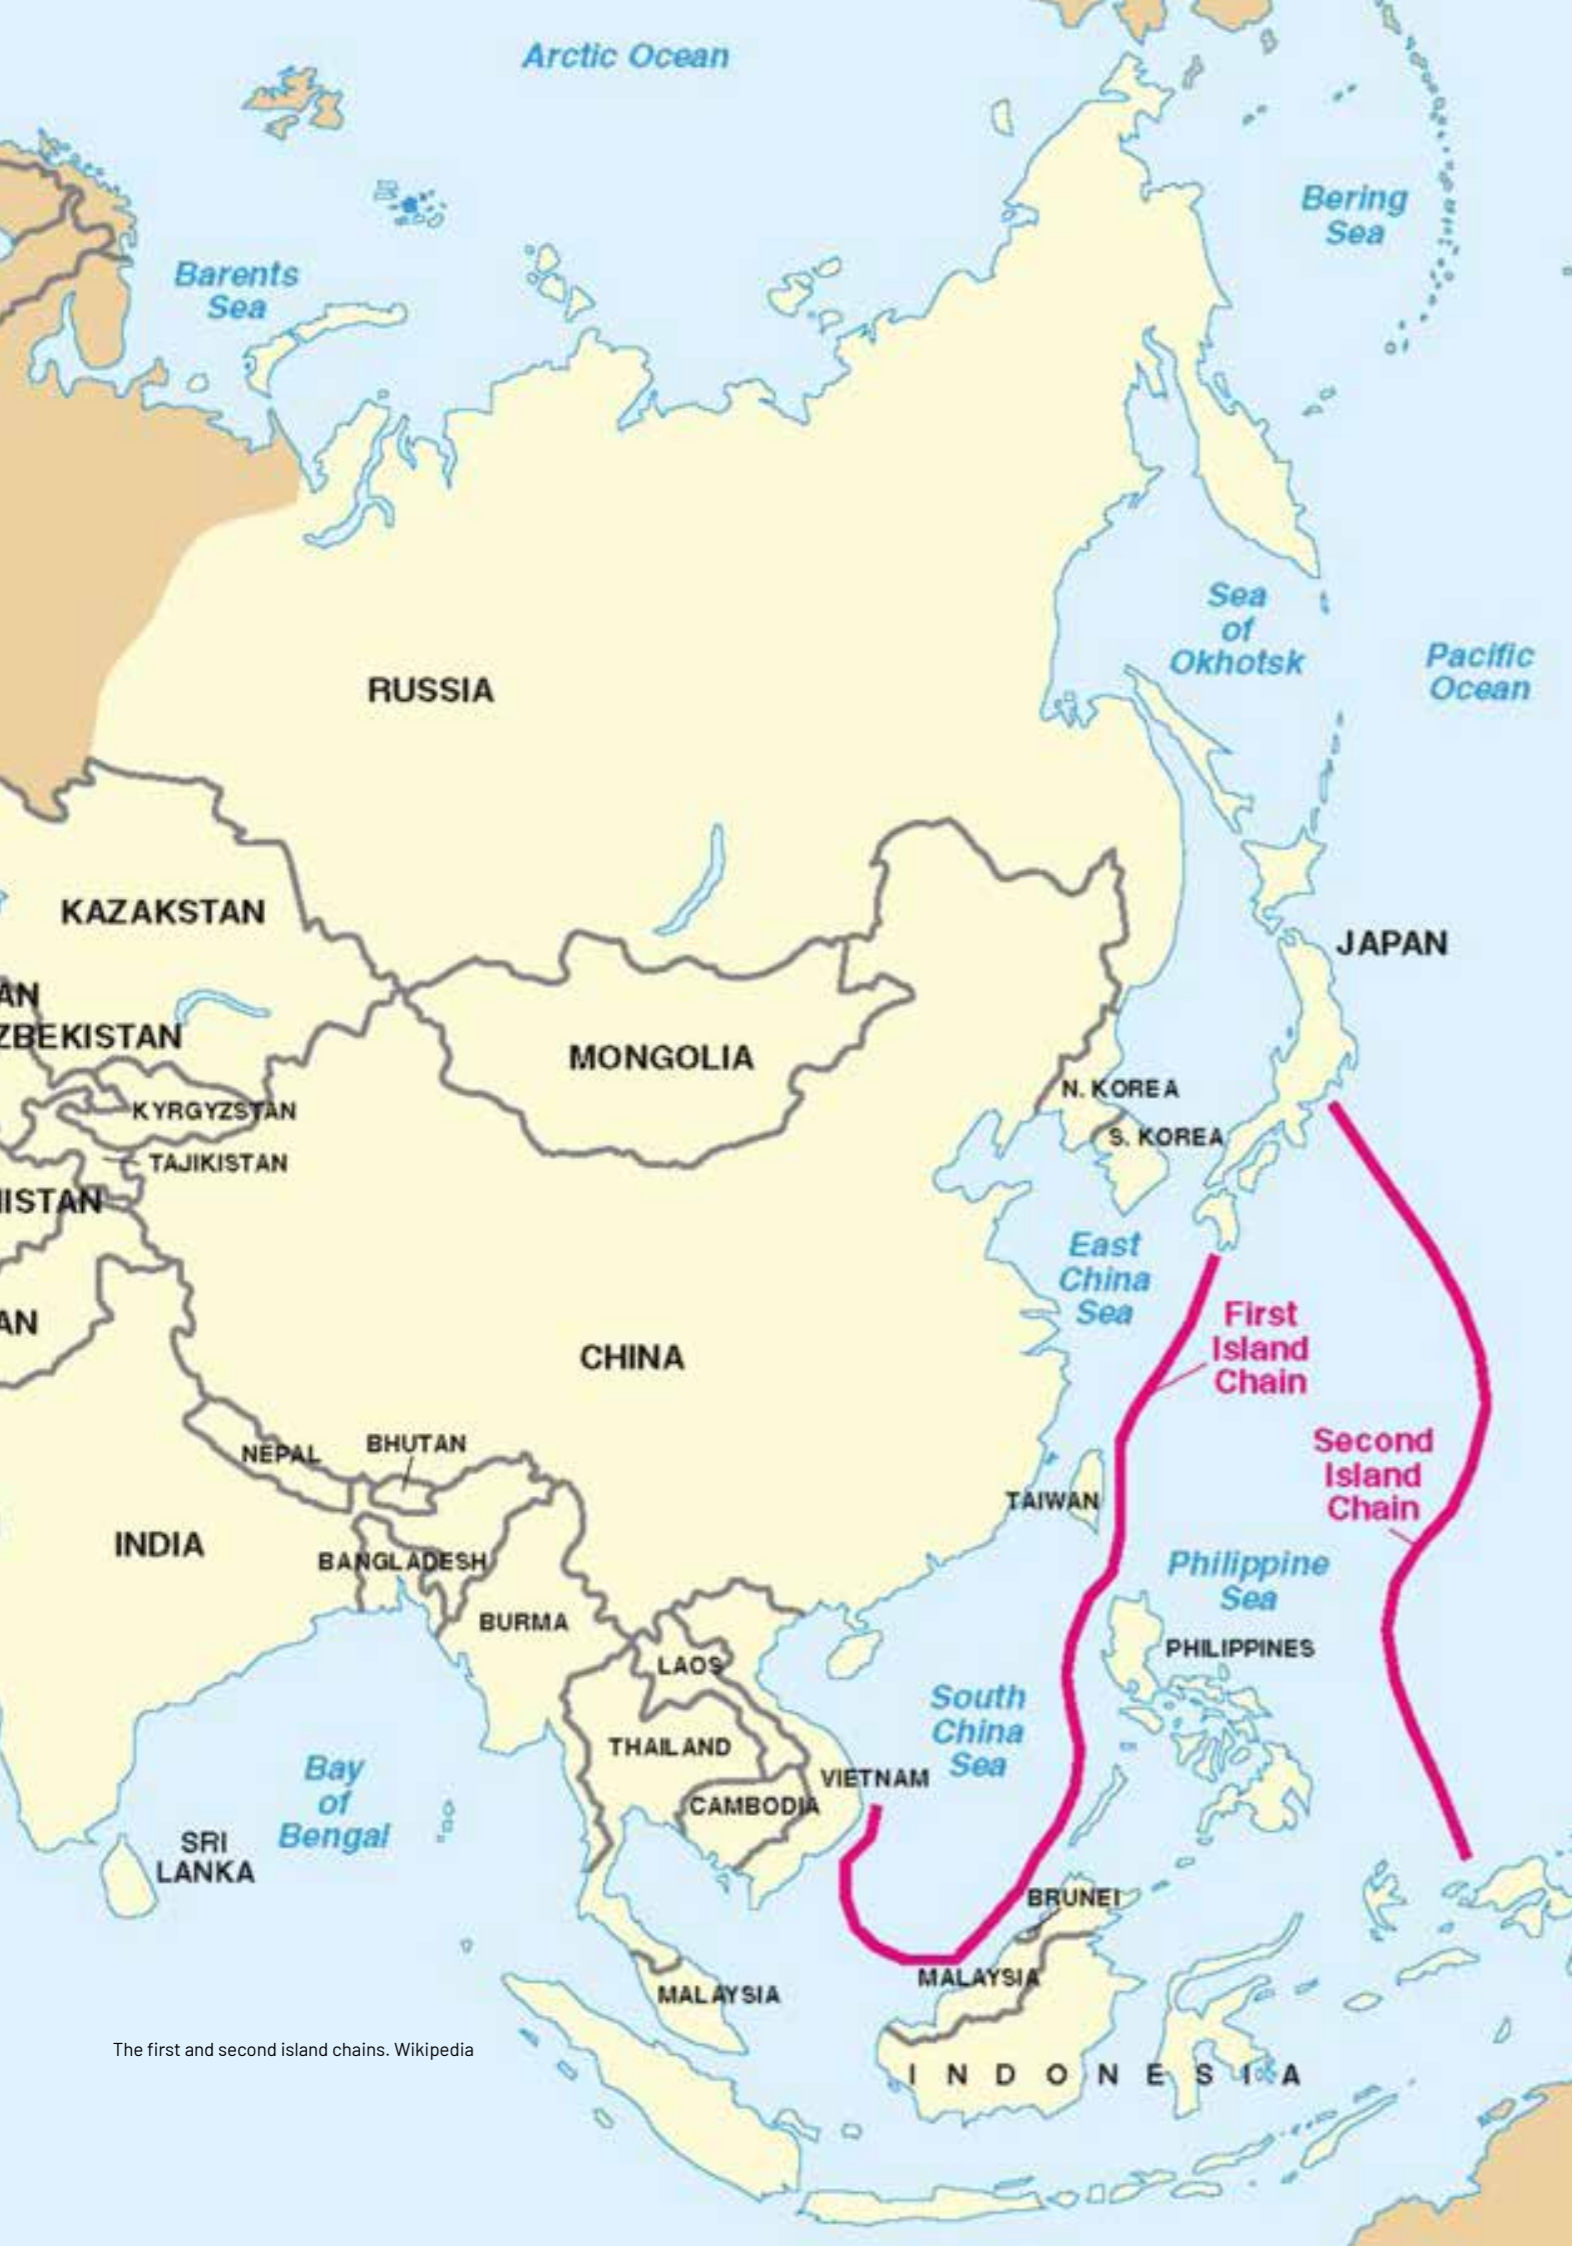 Arctic Ocean
Bering
Sea
Barents
Sea
Sea
of
Okhotsk
Pacific
Ocean
RUSSIA
KAZAKSTAN
JAPAN
AN
ZBEKISTAN
MONGOLIA
N. KOREA
KYRGYZSTAN
S. KOREA
TAJIKISTAN
ISTAN
East
China
Sea
AN
First
Island
Chain
CHINA
Second
Island
Chain
NEPAL
BHUTAN
TAIWAN
INDIA
BANGLADESH
Philippine
Sea
BURMA
PHILIPPINES
LAOS
South
China
Sea
THAILAND
VIETNAM
Bay
of
Bengal
CAMBODIA
SRI
LANKA
BRUNEI
MALAYSIA
MALAYSIA
The first and second island chains. Wikipedia
INDONESIA